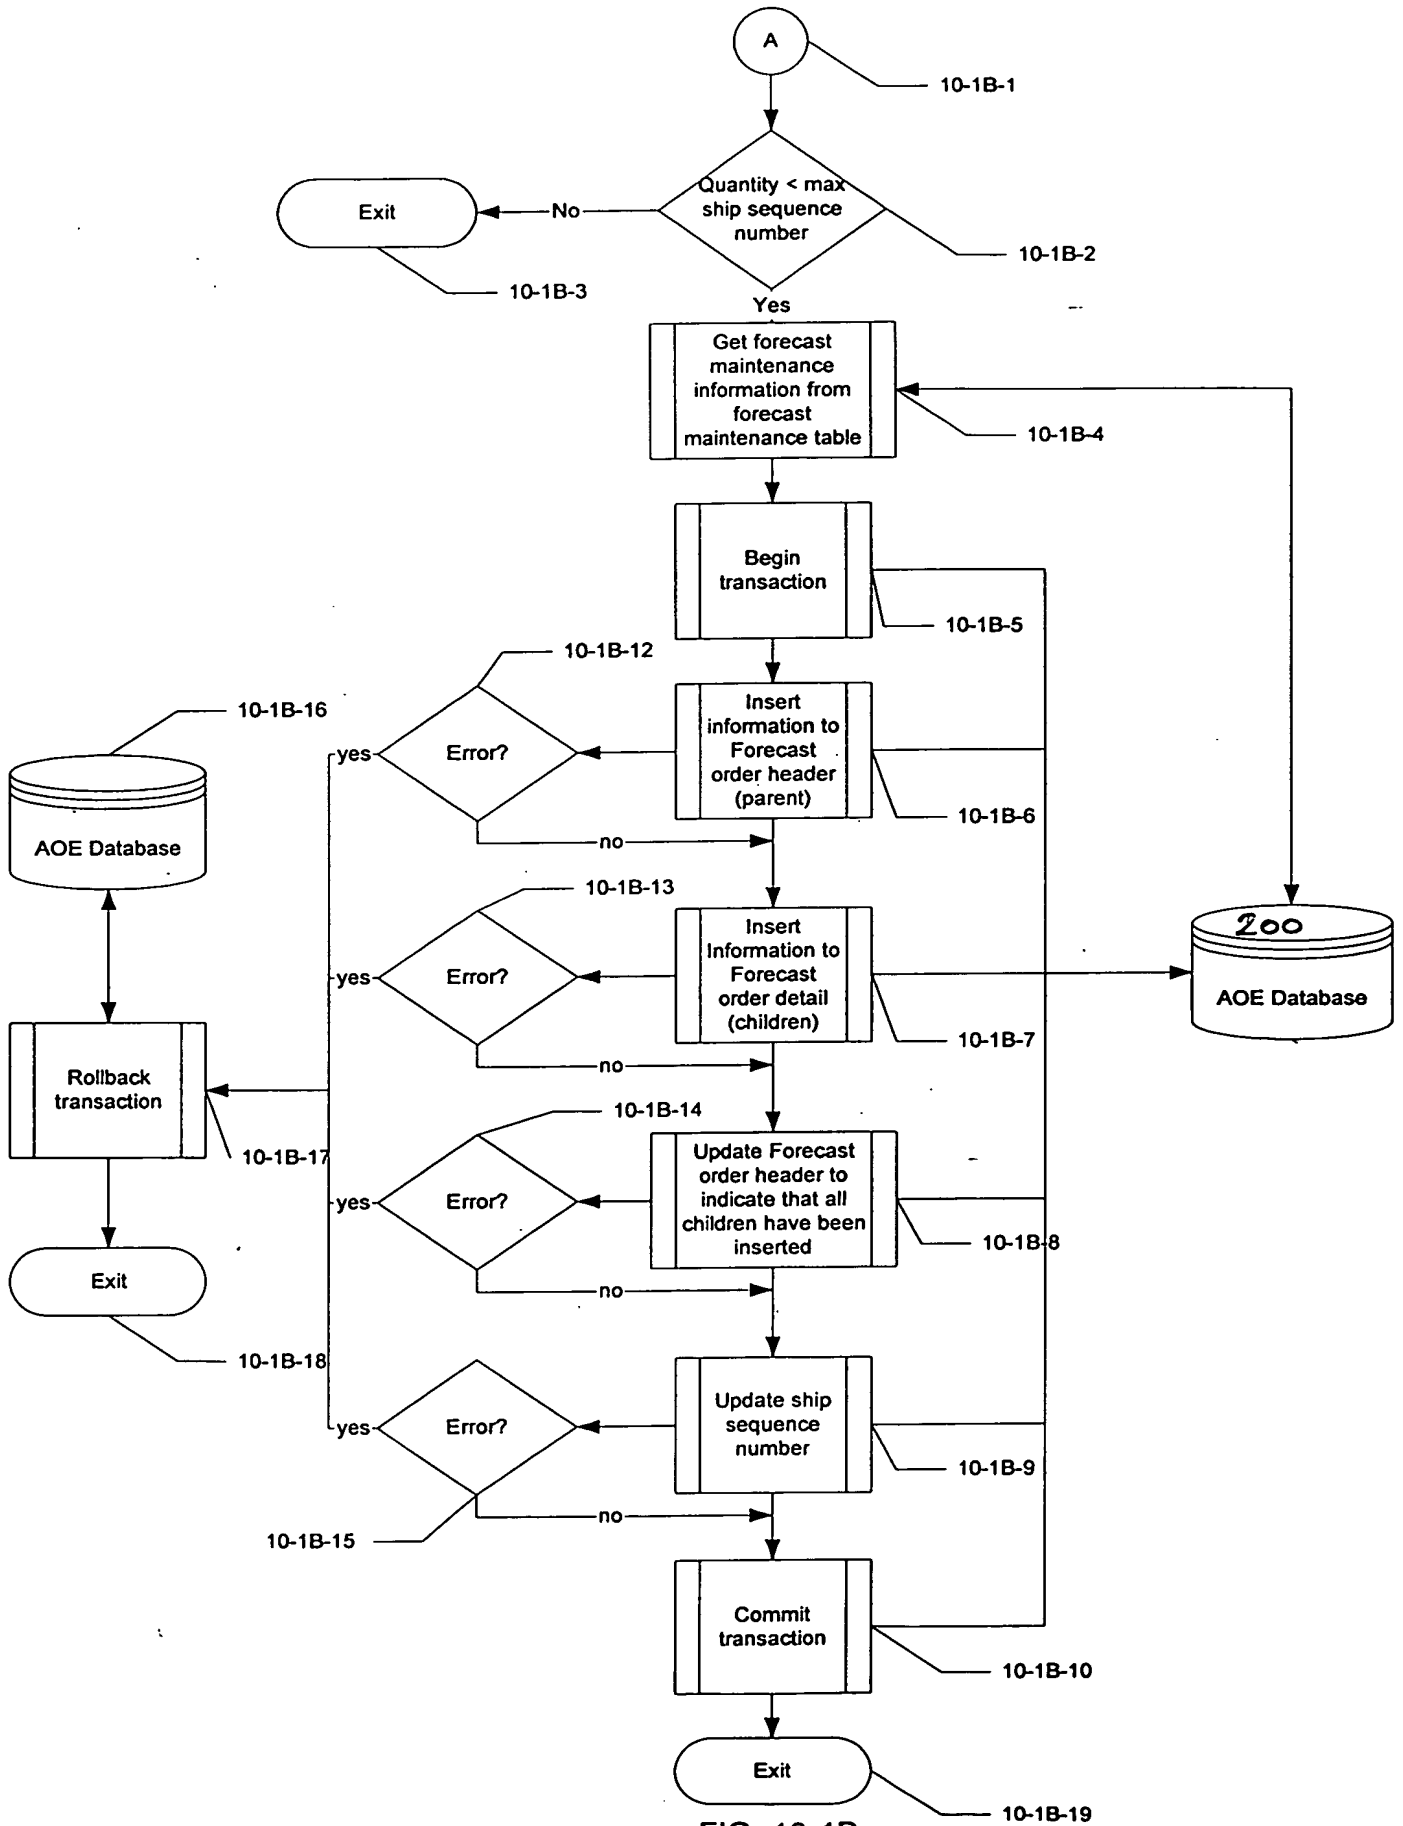 A
10-1B-1
Quantity < max
ship sequence
number
No
Exit
10-1B-2
10-1B-3
Yes
Get forecast
maintenance
information from
forecast
maintenance table
10-1B-4
Begin
transaction
10-1B-5
10-1B-12
Insert
information to
Forecast
order header
(parent)
Error?
yes
no
10-1B-6
10-1B-16
AOE Database
10-1B-13
Insert
Information to
Forecast
order detail
(children)
Error?
yes
no
10-1B-7
200
AOE Database
Rollback
transaction
10-1B-17
10-1B-14
Update Forecast
order header to
indicate that all
children have been
inserted
Error?
yes
no
10-1B-8
Exit
10-1B-18
Update ship
sequence
number
Error?
yes
no
10-1B-9
10-1B-15
Commit
transaction
10-1B-10
Exit
10-1B-19